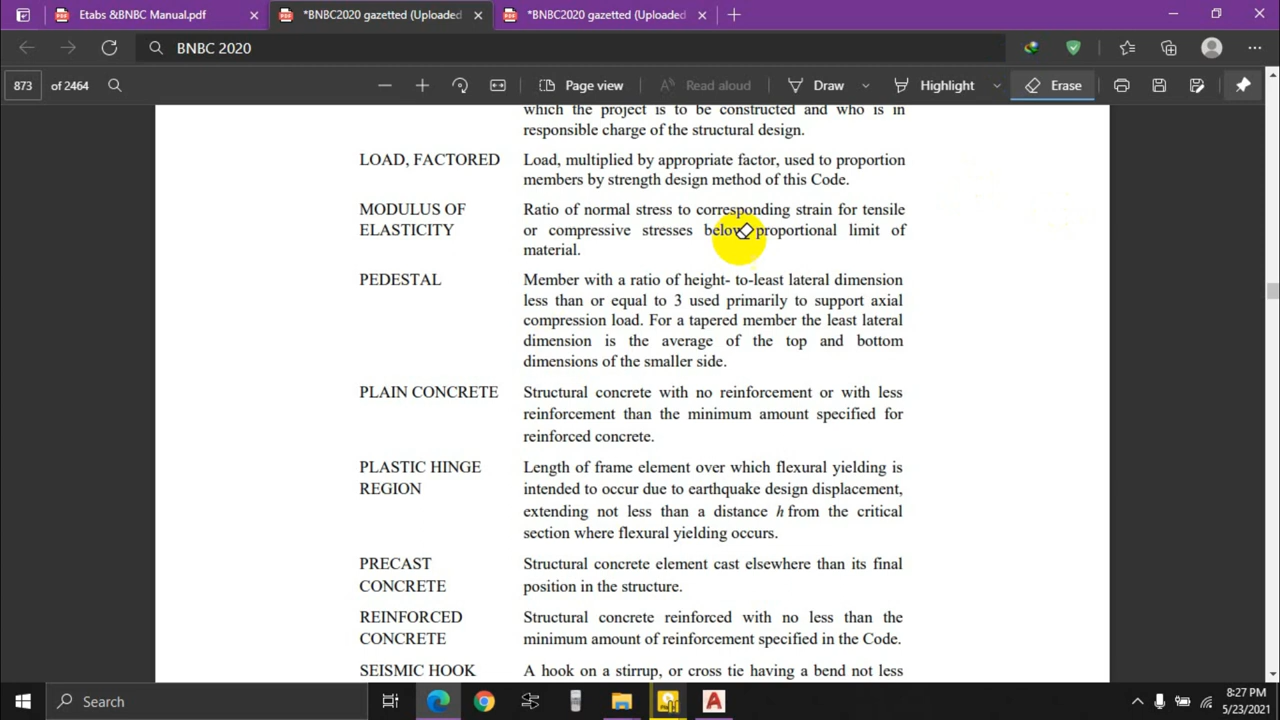 Etabs &BNBC Manual.pdf
*BNBC2020 gazetted (Uploaded
*BNBC2020 gazetted (Uploaded
BNBC 2020
873 of 2464
Page view
Read aloud
Draw
Highlight
Erase
which the project is to be constructed and who is in
responsible charge of the structural design.
LOAD, FACTORED Load, multiplied by appropriate factor, used to proportion
members by strength design method of this Code.
MODULUS OF Ratio of normal stress to corresponding strain for tensile
ELASTICITY or compressive stresses below proportional limit of
material.
PEDESTAL Member with a ratio of height- to-least lateral dimension
less than or equal to 3 used primarily to support axial
compression load. For a tapered member the least lateral
dimension is the average of the top and bottom
dimensions of the smaller side.
PLAIN CONCRETE Structural concrete with no reinforcement or with less
reinforcement than the minimum amount specified for
reinforced concrete.
PLASTIC HINGE Length of frame element over which flexural yielding is
REGION intended to occur due to earthquake design displacement,
extending not less than a distance h from the critical
section where flexural yielding occurs.
PRECAST Structural concrete element cast elsewhere than its final
CONCRETE position in the structure.
REINFORCED Structural concrete reinforced with no less than the
CONCRETE minimum amount of reinforcement specified in the Code.
SEISMIC HOOK A hook on a stirrup, or cross tie having a bend not less
Search
8:27 PM
5/23/2021